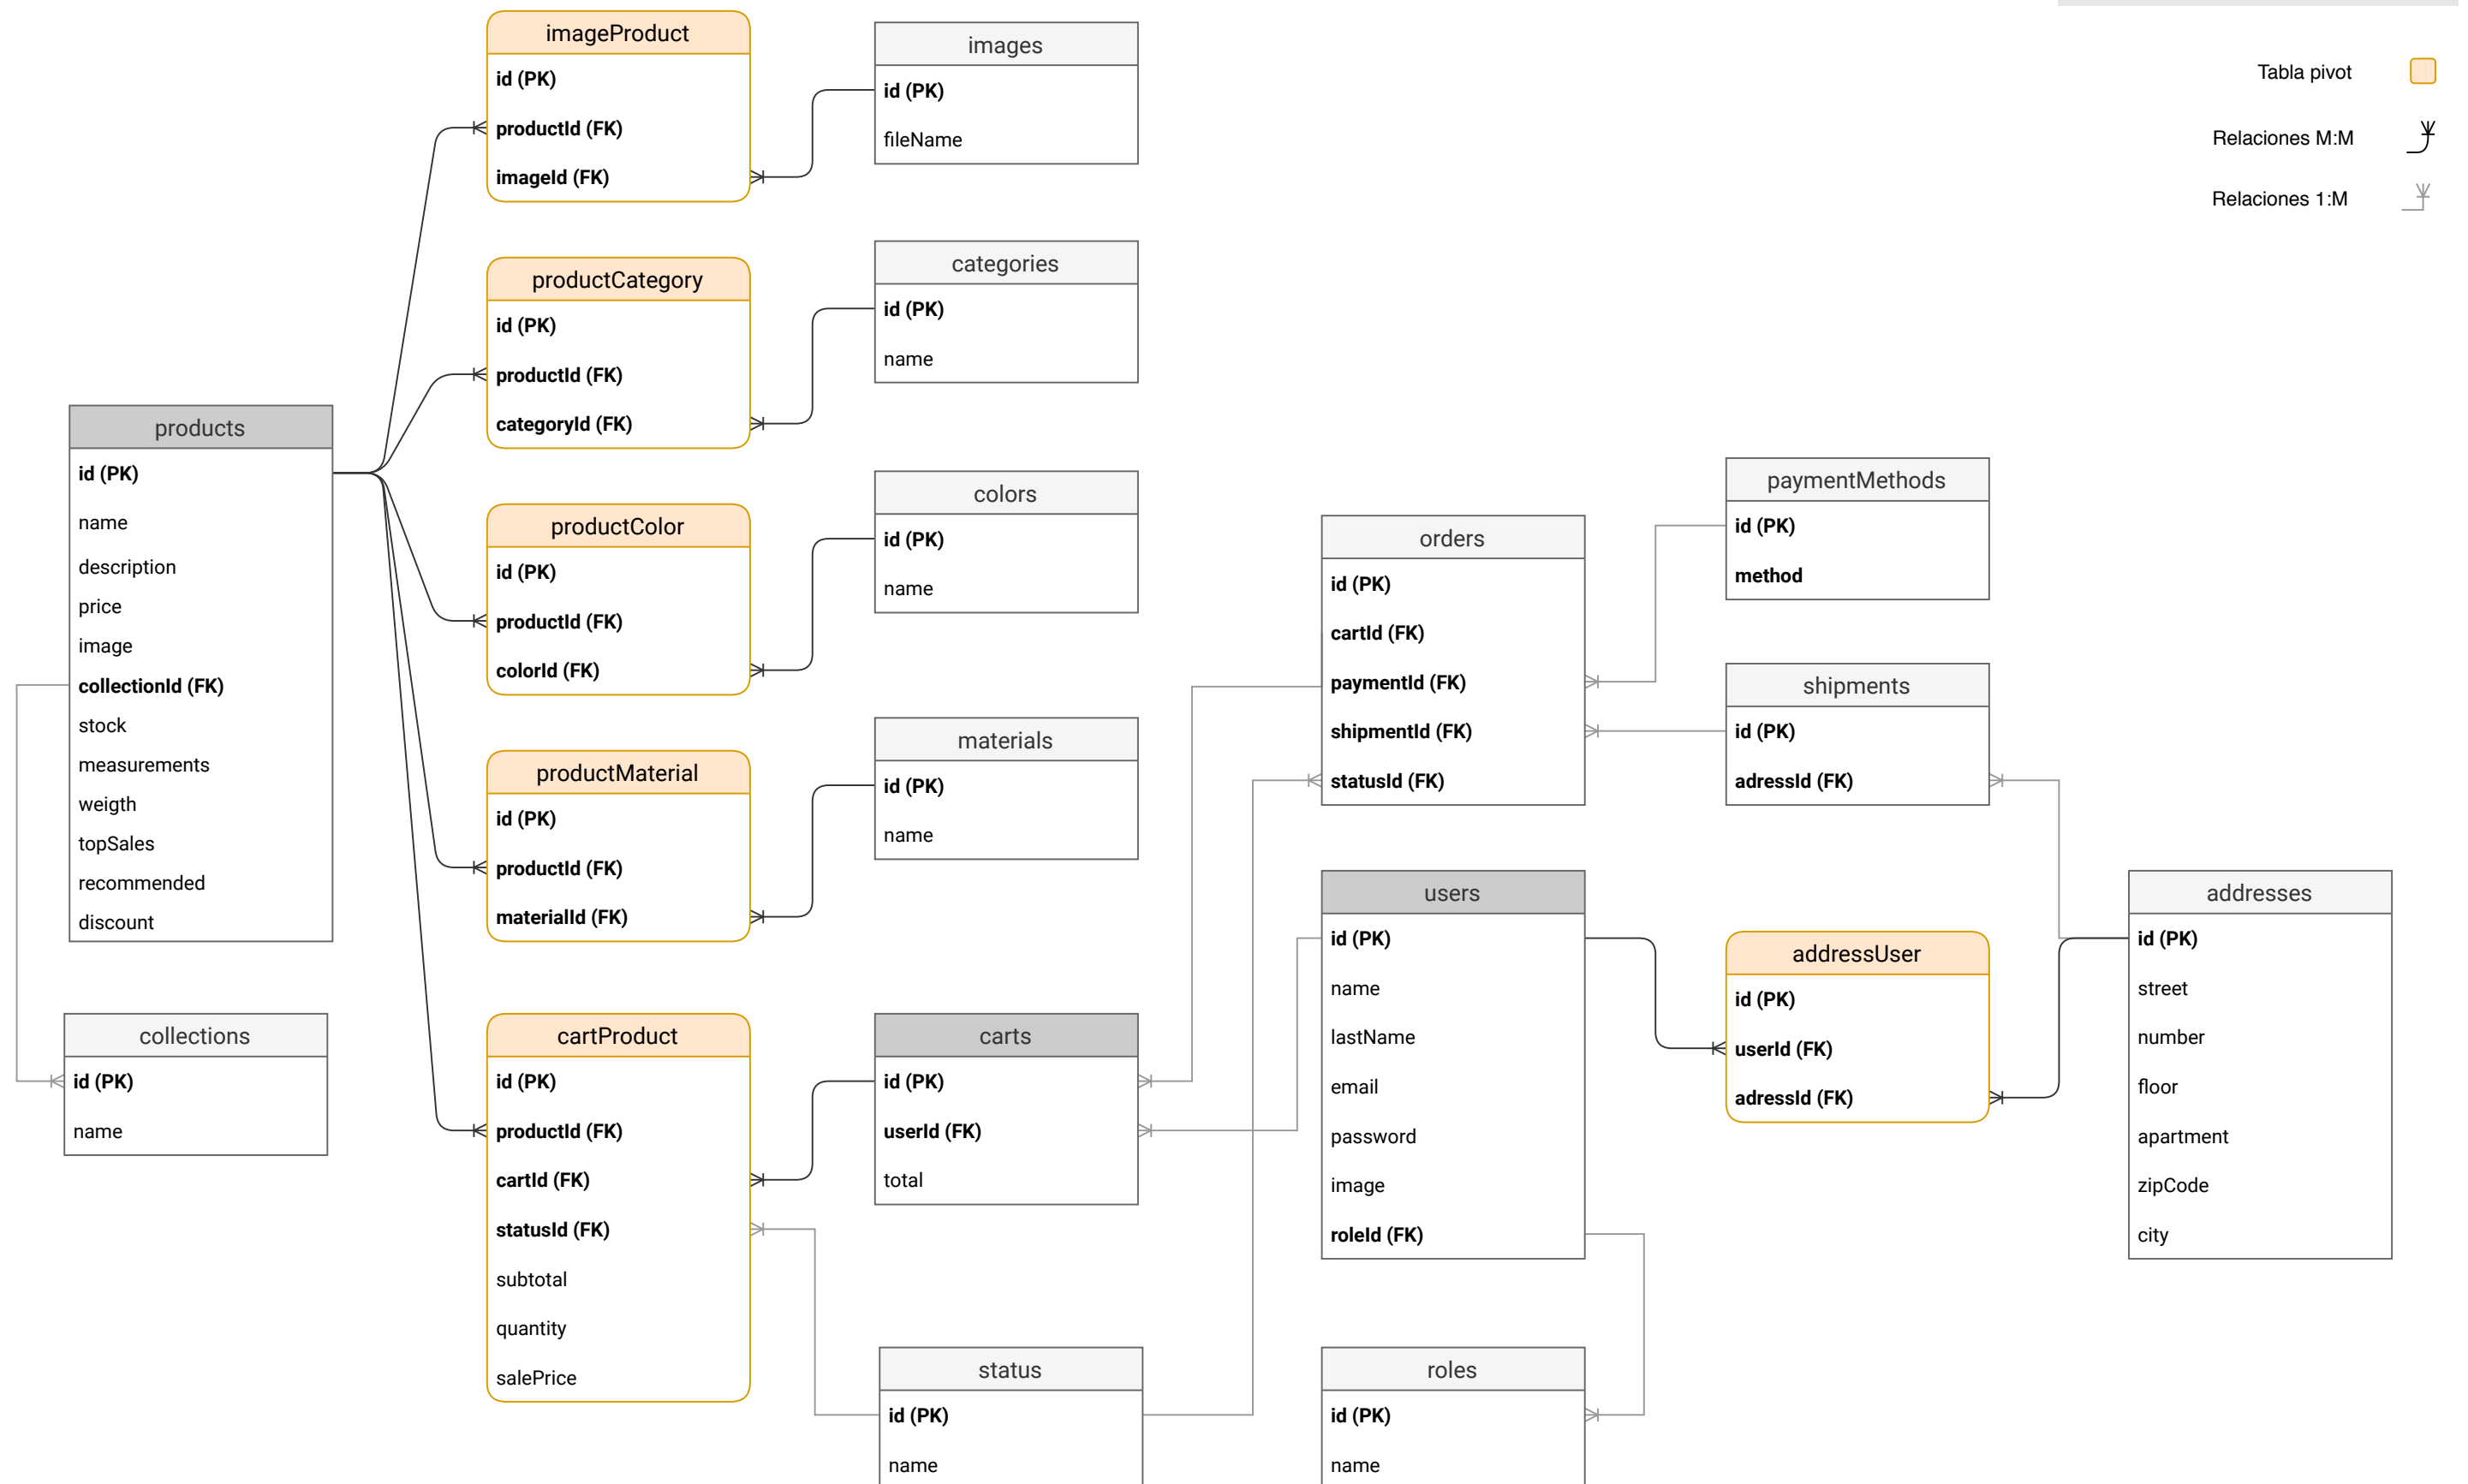 imageProduct
id (PK)
productId (FK)
imageId (FK)
images
id (PK)
fileName
Tabla pivot
Relaciones M:M
Relaciones 1:M
productCategory
id (PK)
productId (FK)
categoryId (FK)
categories
id (PK)
name
products
id (PK)
name
description
price
image
collectionId (FK)
stock
measurements
weigth
topSales
recommended
discount
productColor
id (PK)
productId (FK)
colorId (FK)
colors
id (PK)
name
productMaterial
id (PK)
productId (FK)
materialId (FK)
materials
id (PK)
name
orders
id (PK)
cartId (FK)
paymentId (FK)
shipmentId (FK)
statusId (FK)
paymentMethods
id (PK)
method
shipments
id (PK)
adressId (FK)
users
id (PK)
name
lastName
email
password
image
roleId (FK)
addressUser
id (PK)
userId (FK)
adressId (FK)
addresses
id (PK)
street
number
floor
apartment
zipCode
city
collections
id (PK)
name
cartProduct
id (PK)
productId (FK)
cartId (FK)
statusId (FK)
subtotal
quantity
salePrice
carts
id (PK)
userId (FK)
total
status
id (PK)
name
roles
id (PK)
name